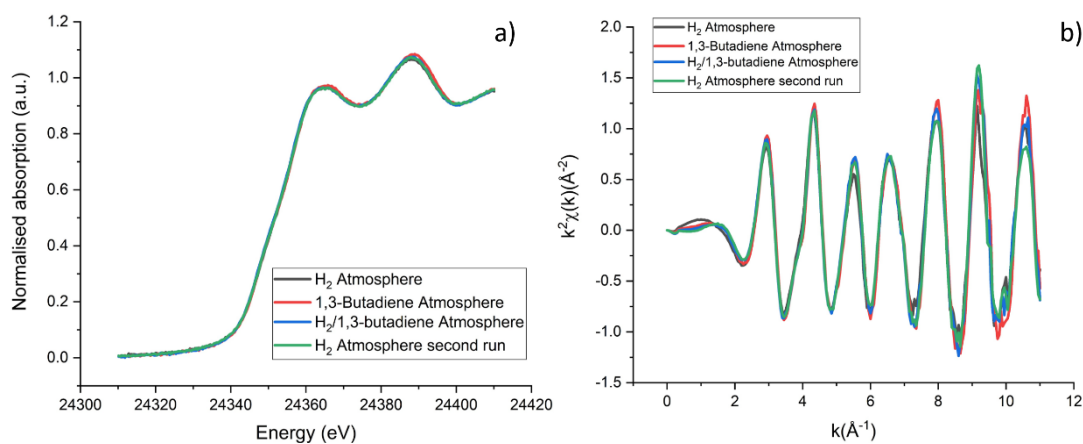 a)
Normalised absorption (a.u.)
1.2
1.0
0.8
0.6
0.4
0.2
0.0
H₂ Atmosphere
1,3-Butadiene Atmosphere
H₂/1,3-butadiene Atmosphere
H₂ Atmosphere second run
24300 24320 24340 24360 24380 24400 24420
Energy (eV)
b)
k²χ(k)(Å⁻²)
2.0
1.5
1.0
0.5
0.0
-0.5
-1.0
-1.5
H₂ Atmosphere
1,3-Butadiene Atmosphere
H₂/1,3-butadiene Atmosphere
H₂ Atmosphere second run
0 2 4 6 8 10 12
k(Å⁻¹)